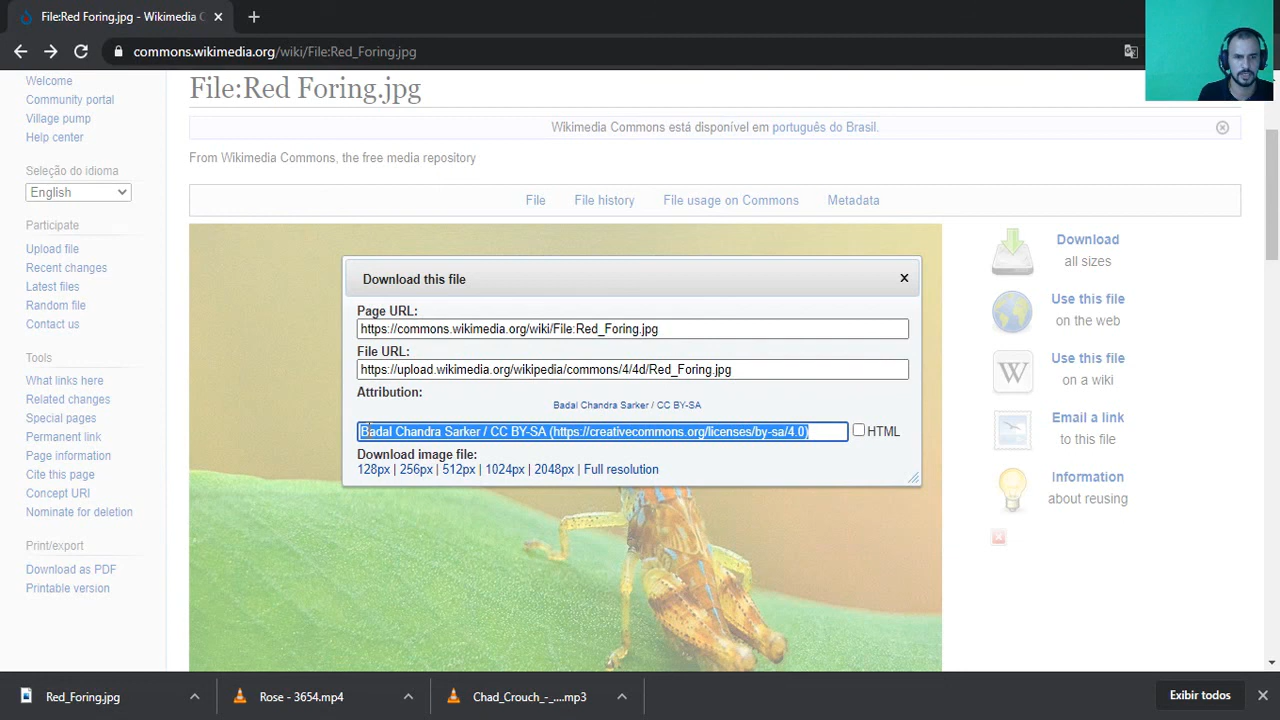 File:Red Foring.jpg - Wikimedia C
commons.wikimedia.org/wiki/File:Red_Foring.jpg
Welcome
Community portal
Village pump
Help center
Seleção do idioma
English
Participate
Upload file
Recent changes
Latest files
Random file
Contact us
Tools
What links here
Related changes
Special pages
Permanent link
Page information
Cite this page
Concept URI
Nominate for deletion
Print/export
Download as PDF
Printable version
File:Red Foring.jpg
Wikimedia Commons está disponível em português do Brasil.
From Wikimedia Commons, the free media repository
File File history File usage on Commons Metadata
Download this file
Page URL:
https://commons.wikimedia.org/wiki/File:Red_Foring.jpg
File URL:
https://upload.wikimedia.org/wikipedia/commons/4/4d/Red_Foring.jpg
Attribution:
Badal Chandra Sarker / CC BY-SA
Badal Chandra Sarker / CC BY-SA (https://creativecommons.org/licenses/by-sa/4.0) HTML
Download image file:
128px | 256px | 512px | 1024px | 2048px | Full resolution
Download
all sizes
Use this file
on the web
W
Use this file
on a wiki
Email a link
to this file
Information
about reusing
Red_Foring.jpg
Rose - 3654.mp4
Chad_Crouch_-_....mp3
Exibir todos